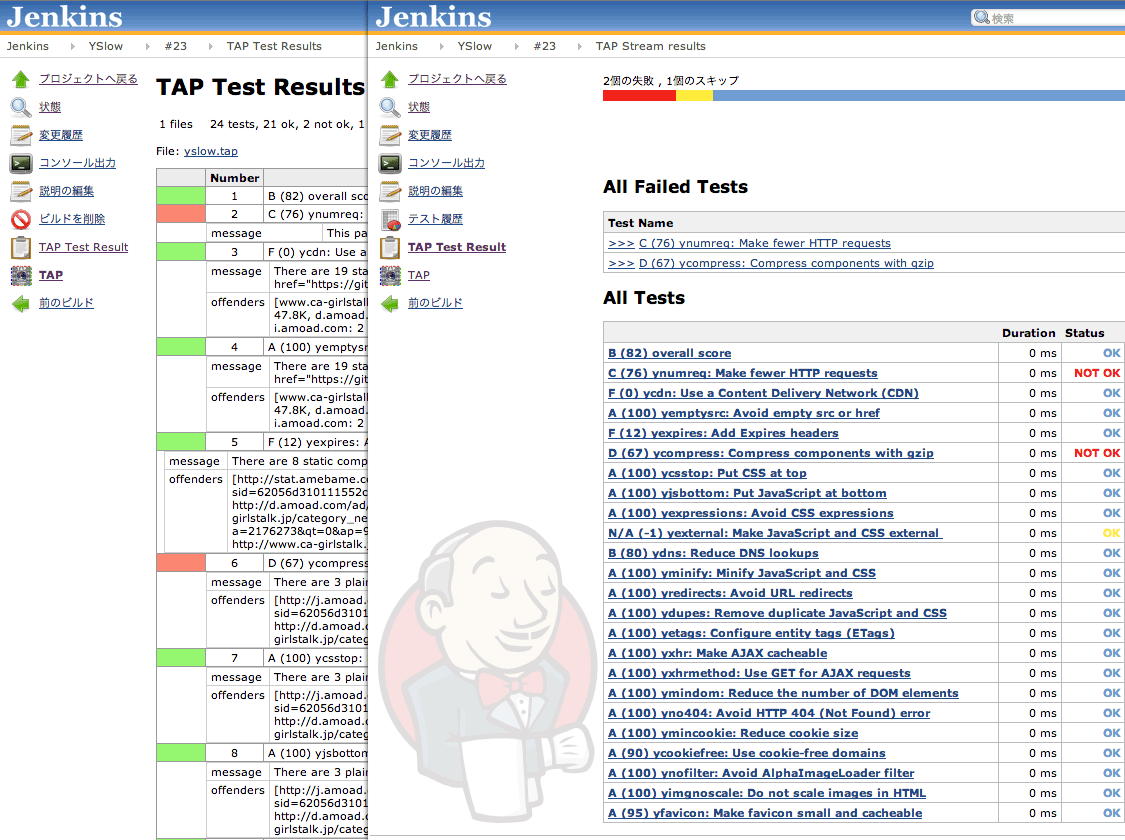 Jenkins
Jenkins YSlow #23 TAP Test Results
プロジェクトへ戻る
状態
変更履歴
コンソール出力
説明の編集
ビルドを削除
TAP Test Result
TAP
前のビルド
TAP Test Results
1 files 24 tests, 21 ok, 2 not ok, 1
File: yslow.tap
Number
1 B (82) overall sco
2 C (76) ynumreq:
message This pa
3 F (0) ycdn: Use a
message There are 19 sta
href="https://git
offenders [www.ca-girlstalk
47.8K, d.amoad.
i.amoad.com: 2
4 A (100) yemptysr
message There are 19 sta
href="https://git
offenders [www.ca-girlstalk
47.8K, d.amoad.
i.amoad.com: 2
5 F (12) yexpires: A
message There are 8 static comp
offenders [http://stat.amebame.co
sid=62056d310111552c
http://d.amoad.com/ad/
girlstalk.jp/category_ne
a=2176273&qt=0&ap=9
http://www.ca-girlstalk.
6 D (67) ycompress
message There are 3 plain
offenders [http://j.amoad.c
sid=62056d3101
http://d.amoad.c
girlstalk.jp/categ
7 A (100) ycsstop:
message There are 3 plain
offenders [http://j.amoad.c
sid=62056d3101
http://d.amoad.c
girlstalk.jp/categ
8 A (100) yjsbottom
message There are 3 plain
offenders [http://j.amoad.c
sid=62056d3101
http://d.amoad.c
girlstalk.jp/categ
Jenkins
検索
Jenkins YSlow #23 TAP Stream results
プロジェクトへ戻る
状態
変更履歴
コンソール出力
説明の編集
テスト履歴
TAP Test Result
TAP
前のビルド
2個の失敗 , 1個のスキップ
All Failed Tests
Test Name
>>> C (76) ynumreq: Make fewer HTTP requests
>>> D (67) ycompress: Compress components with gzip
All Tests
Duration Status
B (82) overall score 0 ms OK
C (76) ynumreq: Make fewer HTTP requests 0 ms NOT OK
F (0) ycdn: Use a Content Delivery Network (CDN) 0 ms OK
A (100) yemptysrc: Avoid empty src or href 0 ms OK
F (12) yexpires: Add Expires headers 0 ms OK
D (67) ycompress: Compress components with gzip 0 ms NOT OK
A (100) ycsstop: Put CSS at top 0 ms OK
A (100) yjsbottom: Put JavaScript at bottom 0 ms OK
A (100) yexpressions: Avoid CSS expressions 0 ms OK
N/A (-1) yexternal: Make JavaScript and CSS external 0 ms OK
B (80) ydns: Reduce DNS lookups 0 ms OK
A (100) yminify: Minify JavaScript and CSS 0 ms OK
A (100) yredirects: Avoid URL redirects 0 ms OK
A (100) ydupes: Remove duplicate JavaScript and CSS 0 ms OK
A (100) yetags: Configure entity tags (ETags) 0 ms OK
A (100) yxhr: Make AJAX cacheable 0 ms OK
A (100) yxhrmethod: Use GET for AJAX requests 0 ms OK
A (100) ymindom: Reduce the number of DOM elements 0 ms OK
A (100) yno404: Avoid HTTP 404 (Not Found) error 0 ms OK
A (100) ymincookie: Reduce cookie size 0 ms OK
A (90) ycookiefree: Use cookie-free domains 0 ms OK
A (100) ynofilter: Avoid AlphaImageLoader filter 0 ms OK
A (100) yimgnoscale: Do not scale images in HTML 0 ms OK
A (95) yfavicon: Make favicon small and cacheable 0 ms OK